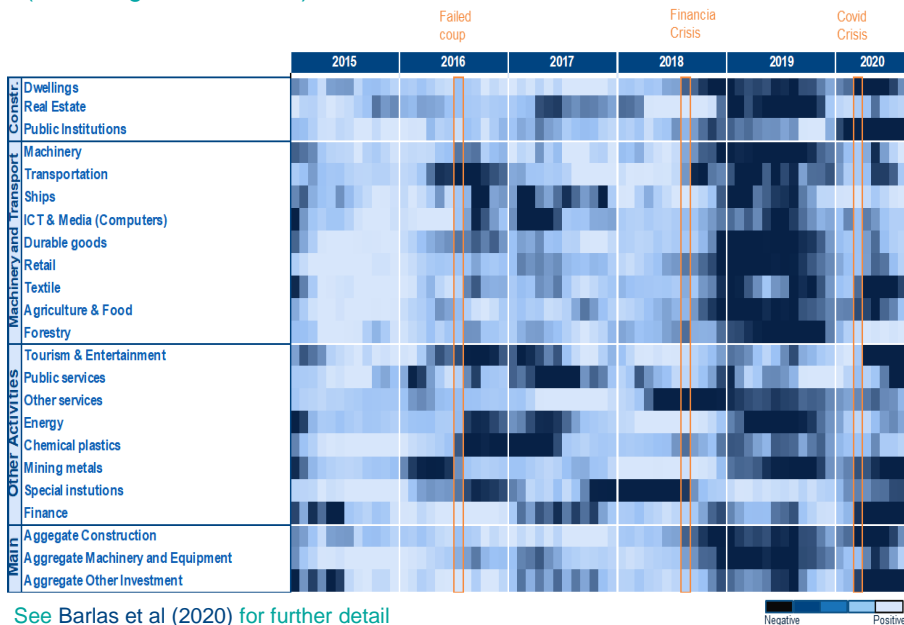 Failed
coup
Financia
Crisis
Covid
Crisis
2015 2016 2017 2018 2019 2020
Constr.
Dwellings
Real Estate
Public Institutions
Machinery and Transport
Machinery
Transportation
Ships
ICT & Media (Computers)
Durable goods
Retail
Textile
Agriculture & Food
Forestry
Other Activities
Tourism & Entertainment
Public services
Other services
Energy
Chemical plastics
Mining metals
Special instutions
Finance
Main
Aggegate Construction
Aggregate Machinery and Equipment
Aggregate Other Investment
See Barlas et al (2020) for further detail
Negative Positive